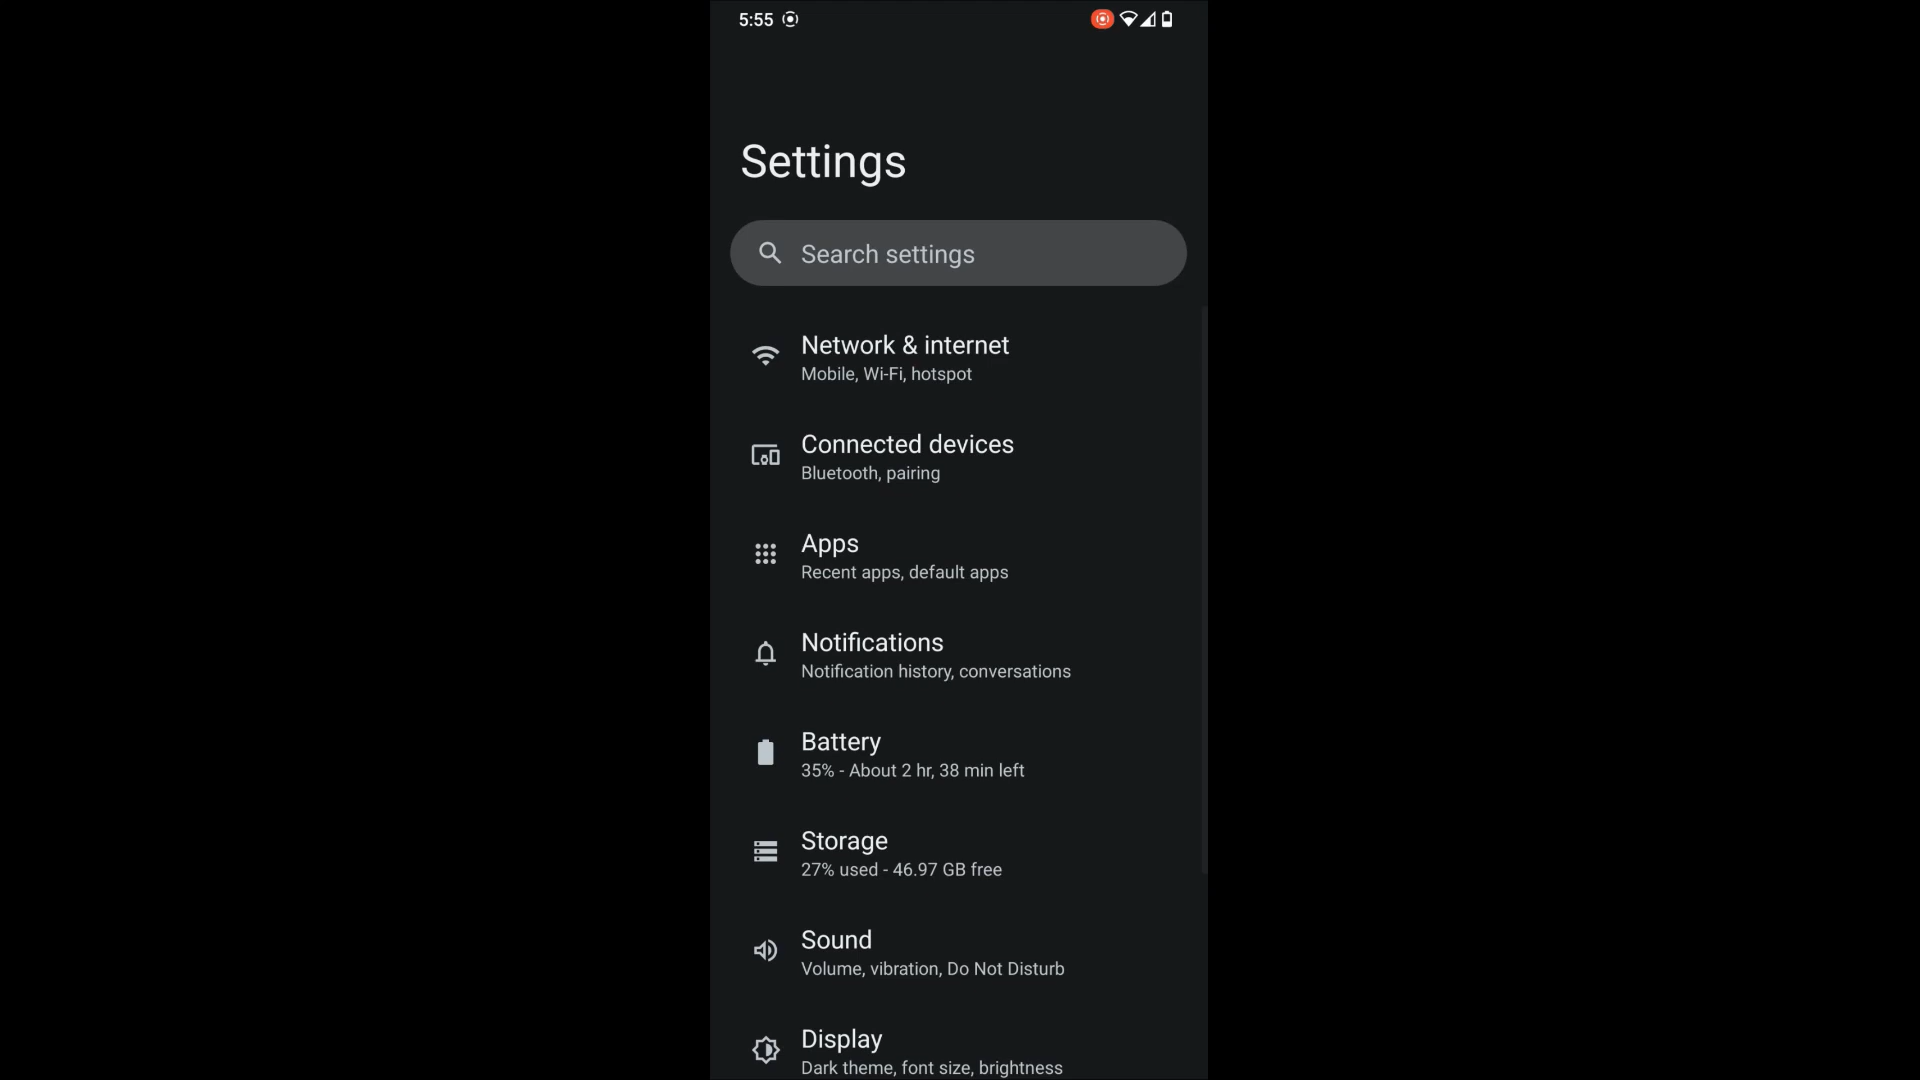 5:55
Settings
Search settings
Network & internet
Mobile, Wi-Fi, hotspot
Connected devices
Bluetooth, pairing
Apps
Recent apps, default apps
Notifications
Notification history, conversations
Battery
35% - About 2 hr, 38 min left
Storage
27% used - 46.97 GB free
Sound
Volume, vibration, Do Not Disturb
Display
Dark theme, font size, brightness